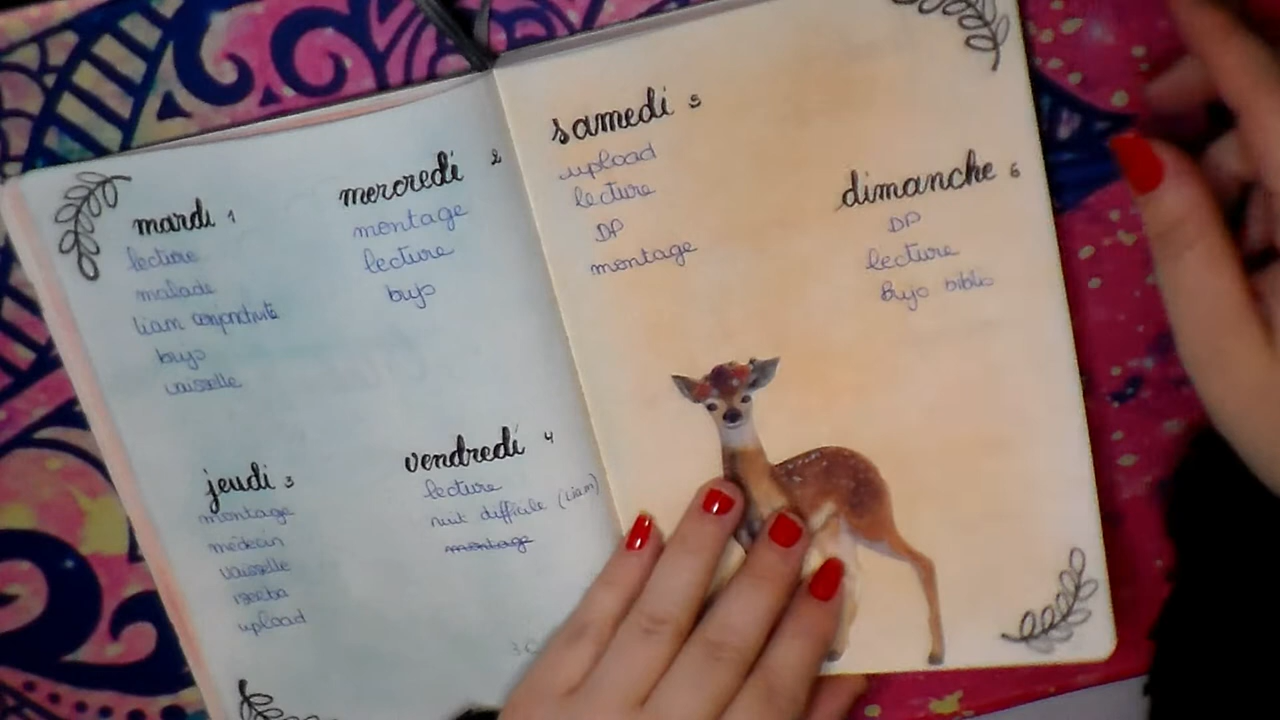 mardi 1
lecture
malade
liam conjonctivite
bujo
vaisselle
mercredi 2
montage
lecture
bujo
jeudi 3
montage
médecin
vaisselle
upload
vendredi 4
lecture
nuit difficile (Liam)
montage
samedi 5
upload
lecture
DP
montage
dimanche 6
DP
lecture
Bujo biblio